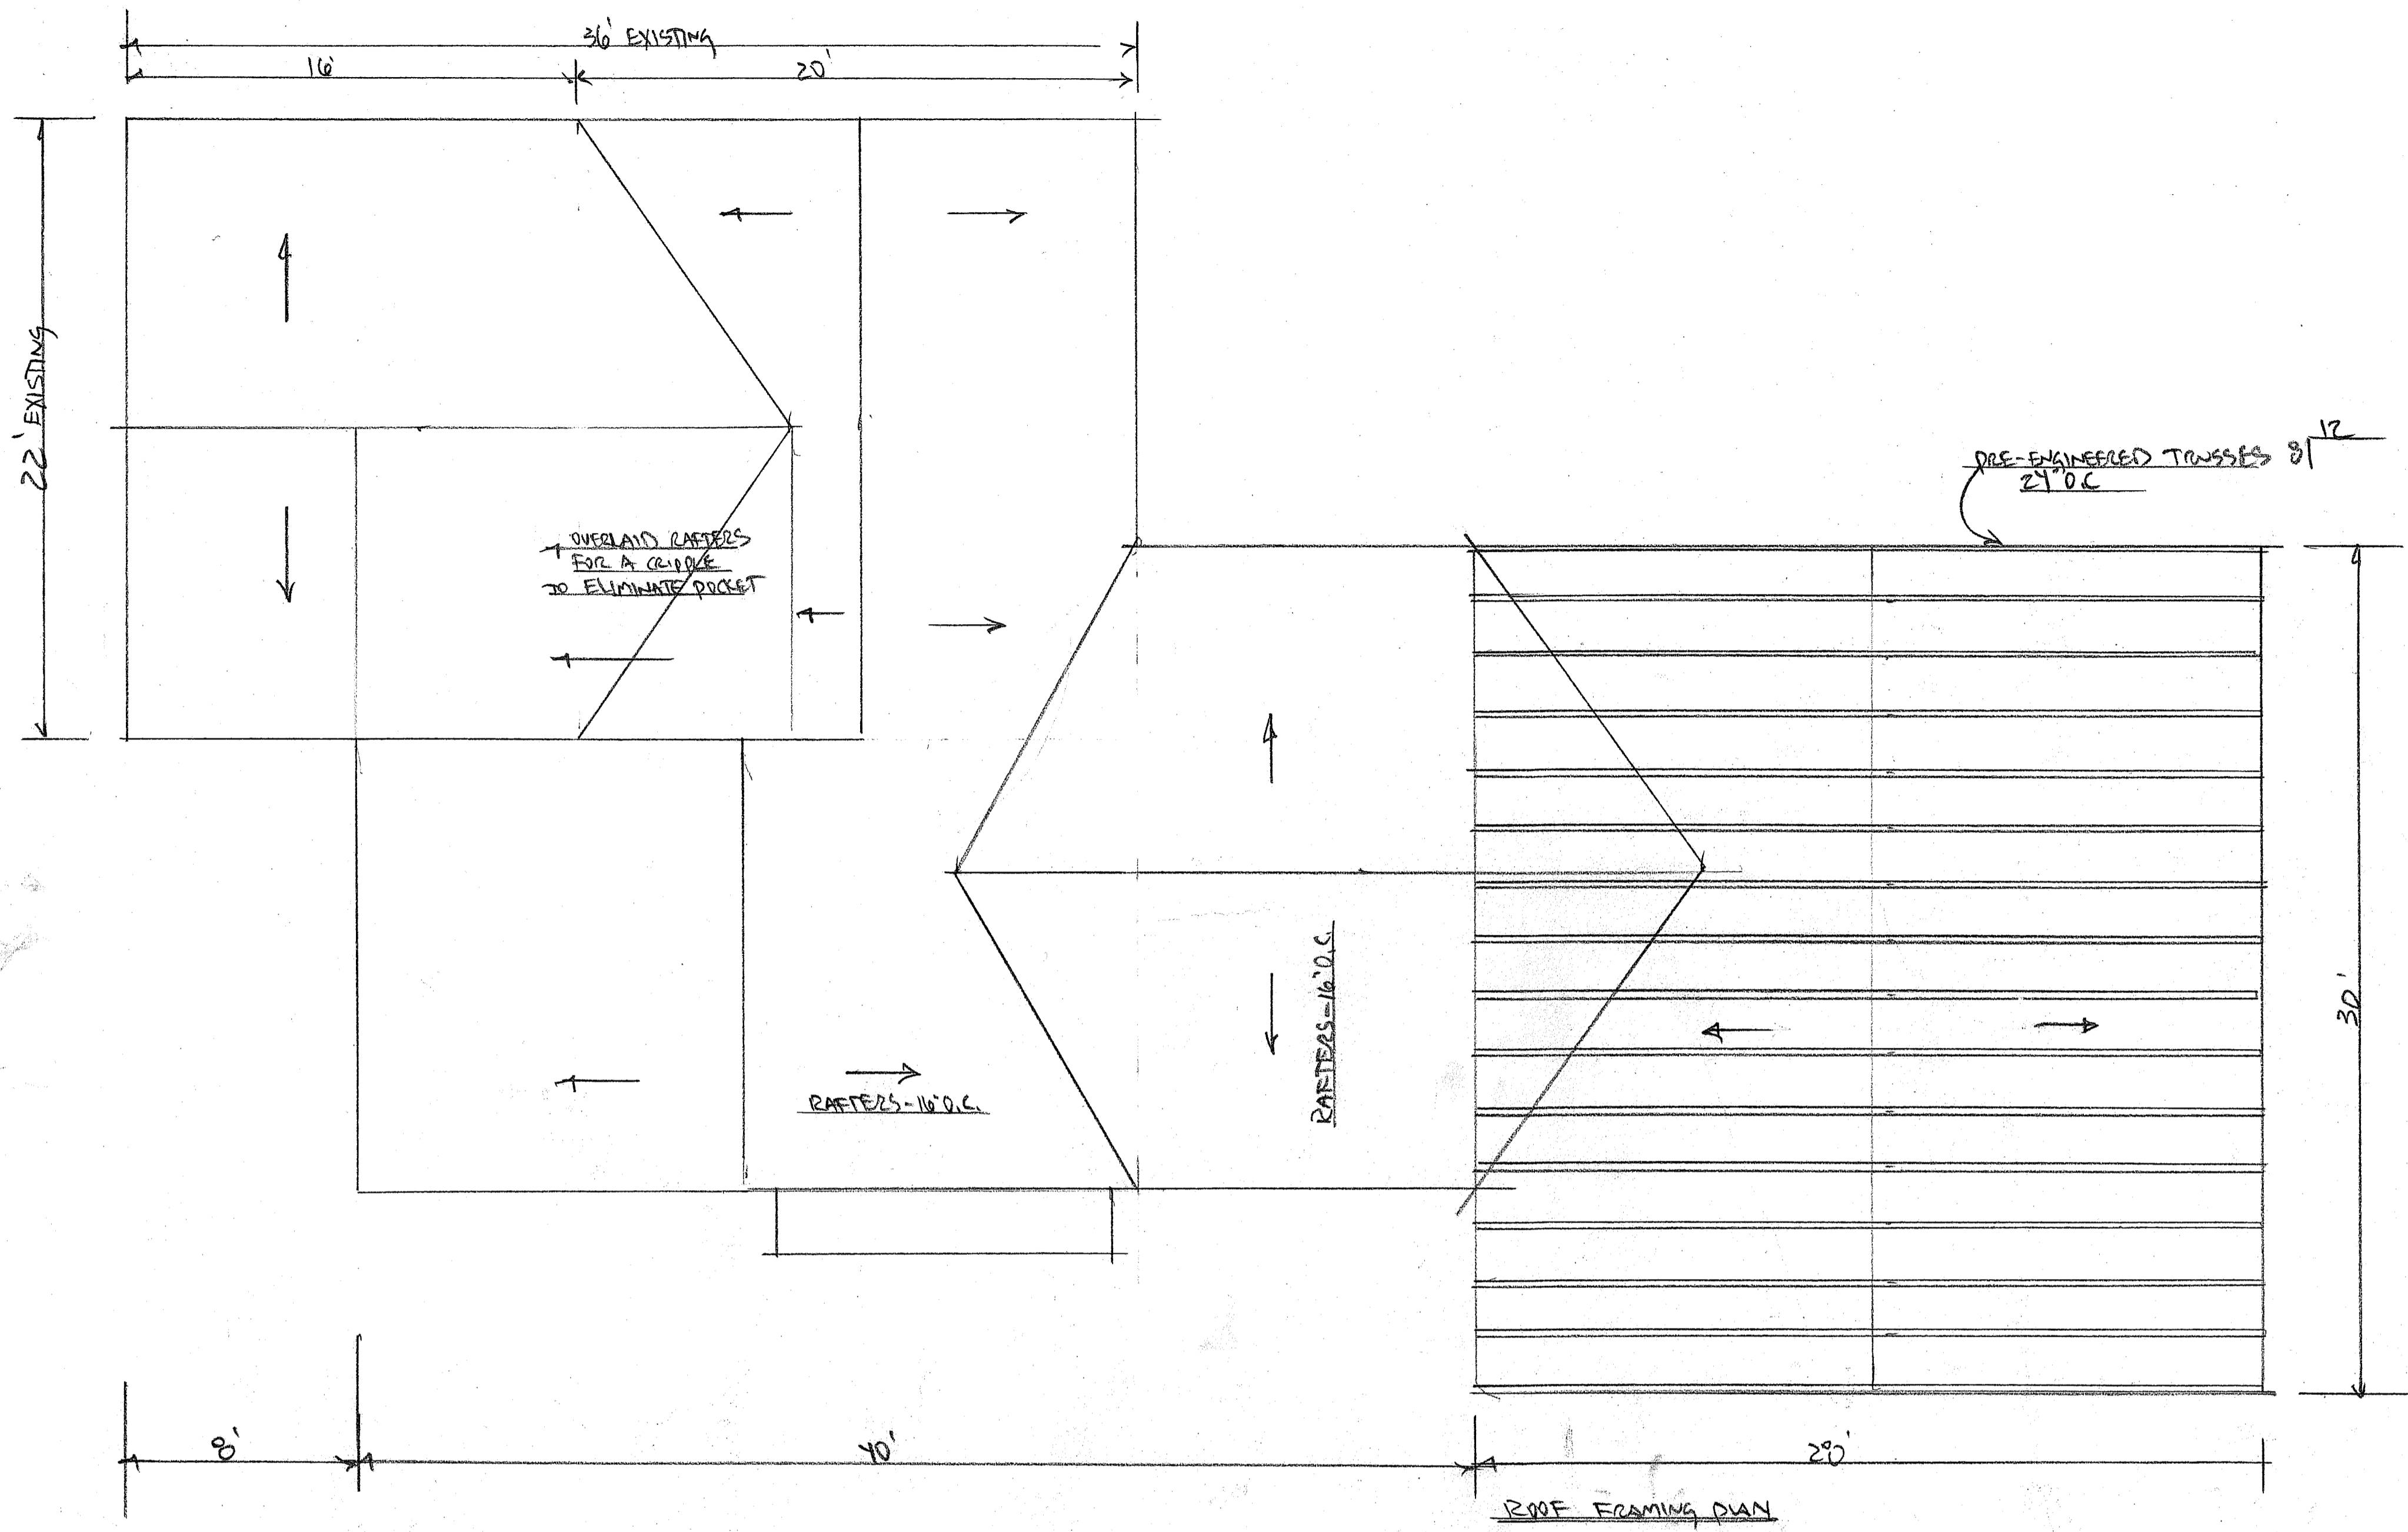 36' EXISTING
16'
20'
22' EXISTING
12
PRE-ENGINEERED TRUSSES 8
24" O.C
OVERLAID RAFTERS
FOR A CRIPPLE
TO ELIMINATE POCKET
RAFTERS-16"O.C.
RAFTERS-16"O.C.
30'
8'
40'
28'
ROOF FRAMING PLAN